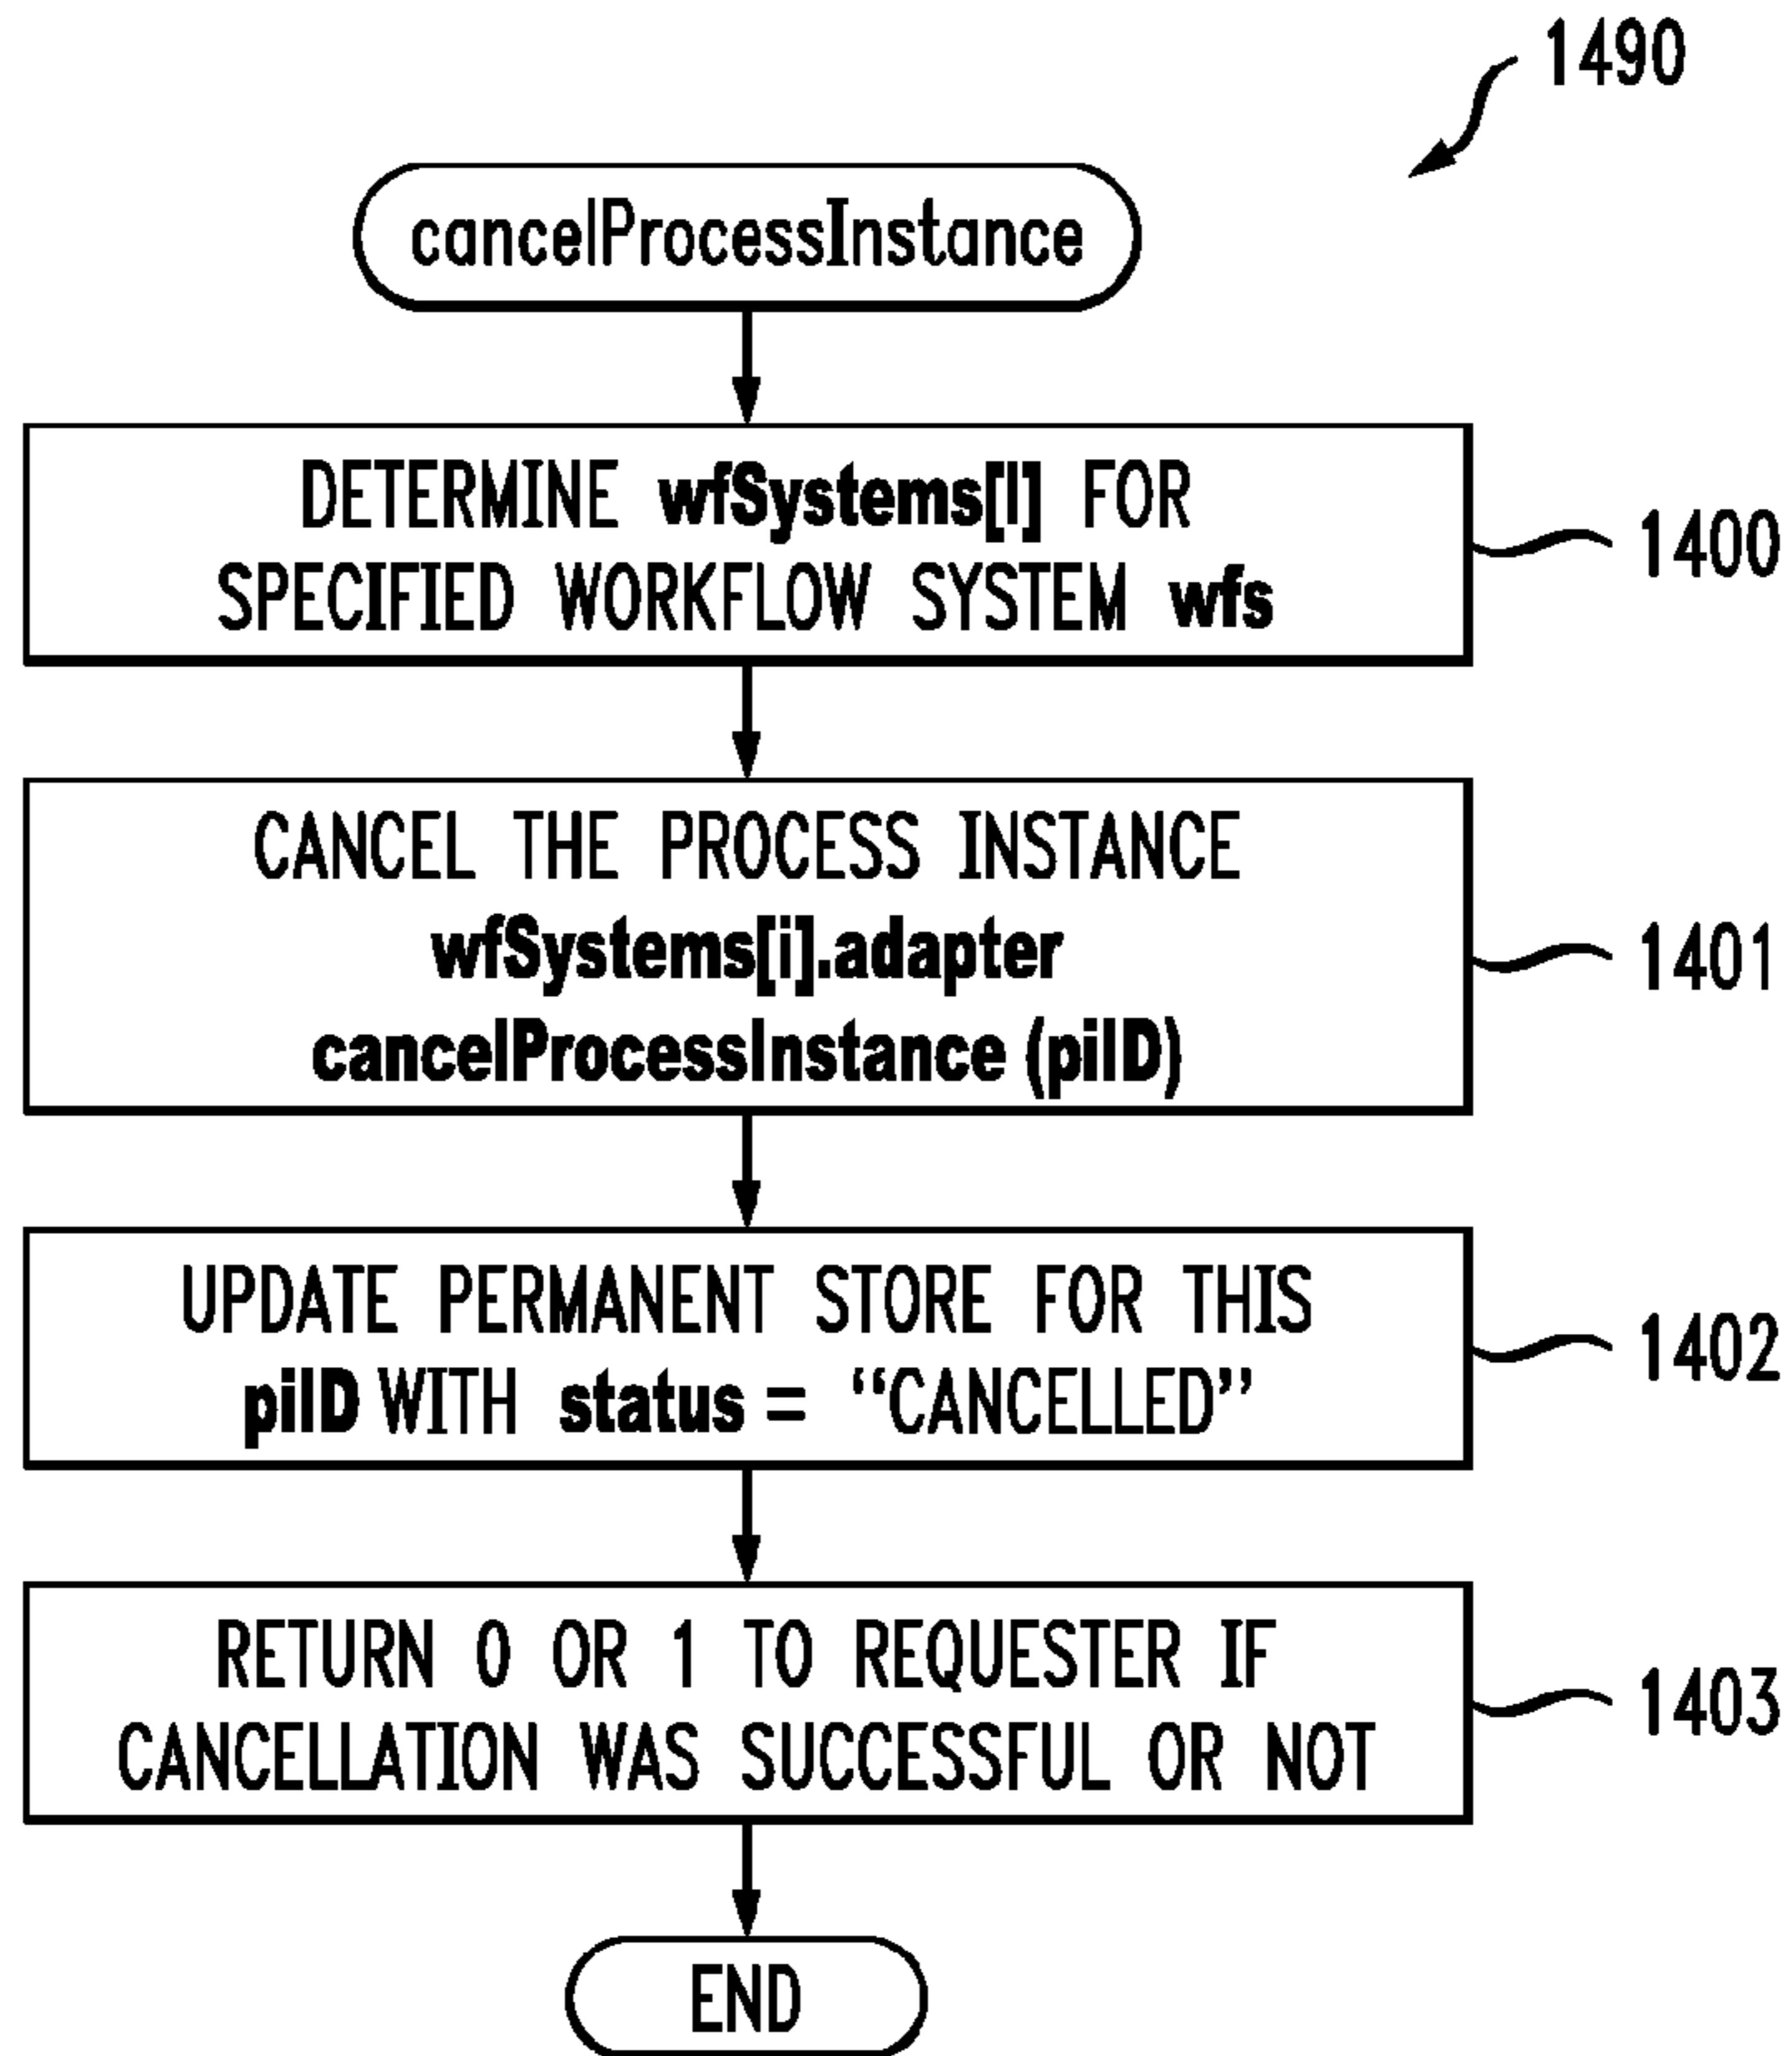 1490
cancelProcessInstance
DETERMINE wfSystems[i] FOR
SPECIFIED WORKFLOW SYSTEM wfs
1400
CANCEL THE PROCESS INSTANCE
wfSystems[i].adapter
cancelProcessInstance (piID)
1401
UPDATE PERMANENT STORE FOR THIS
piID WITH status = “CANCELLED”
1402
RETURN 0 OR 1 TO REQUESTER IF
CANCELLATION WAS SUCCESSFUL OR NOT
1403
END